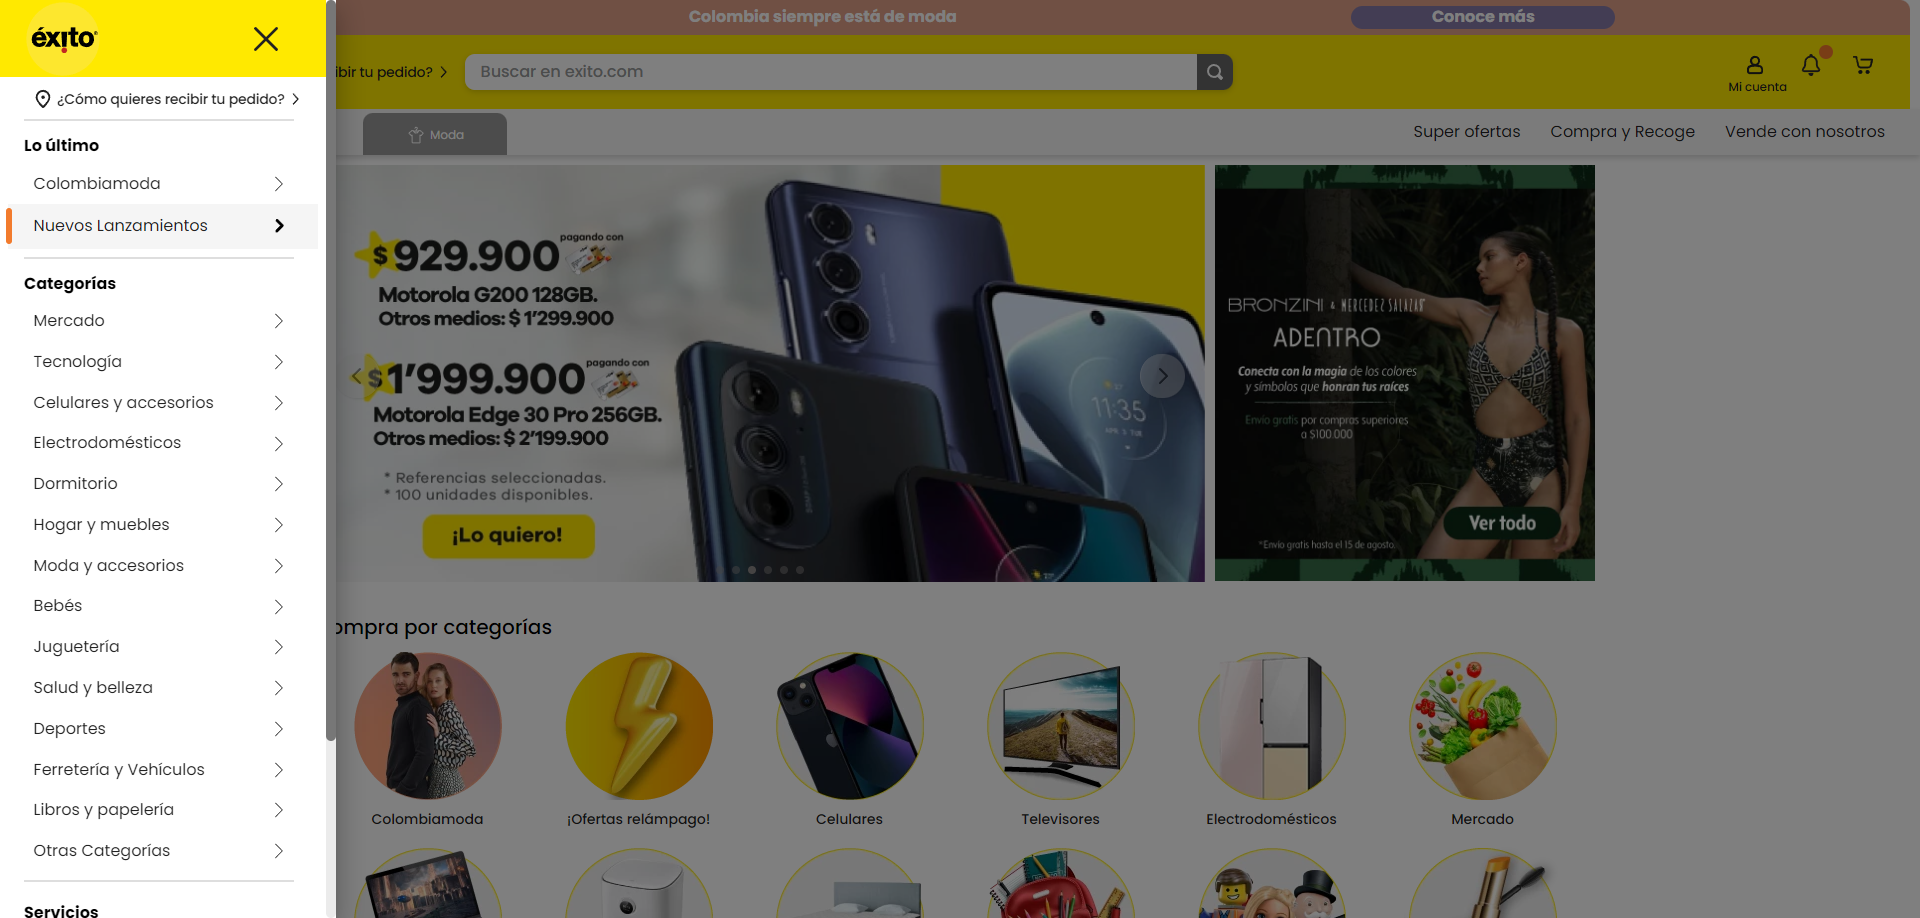 éxito
¿Cómo quieres recibir tu pedido?
Lo último
Colombiamoda
Nuevos Lanzamientos
Categorías
Mercado
Tecnología
Celulares y accesorios
Electrodomésticos
Dormitorio
Hogar y muebles
Moda y accesorios
Bebés
Juguetería
Salud y belleza
Deportes
Ferretería y Vehículos
Libros y papelería
Otras Categorías
Servicios
Colombia siempre está de moda
Conoce más
ibir tu pedido?
Buscar en exito.com
Mi cuenta
Moda
Super ofertas
Compra y Recoge
Vende con nosotros
$929.900 pagando con
Motorola G200 128GB.
Otros medios: $ 1'299.900
$1'999.900 pagando con
Motorola Edge 30 Pro 256GB.
Otros medios: $ 2'199.900
* Referencias seleccionadas.
* 100 unidades disponibles.
¡Lo quiero!
11:35
BRONZINI & MERCEDEZ SALAZAR
ADENTRO
Conecta con la magia de los colores
y símbolos que honran tus raíces
Envío gratis por compras superiores
a $100.000
Ver todo
*Envío gratis hasta el 15 de agosto.
ompra por categorías
Colombiamoda
¡Ofertas relámpago!
Celulares
Televisores
Electrodomésticos
Mercado